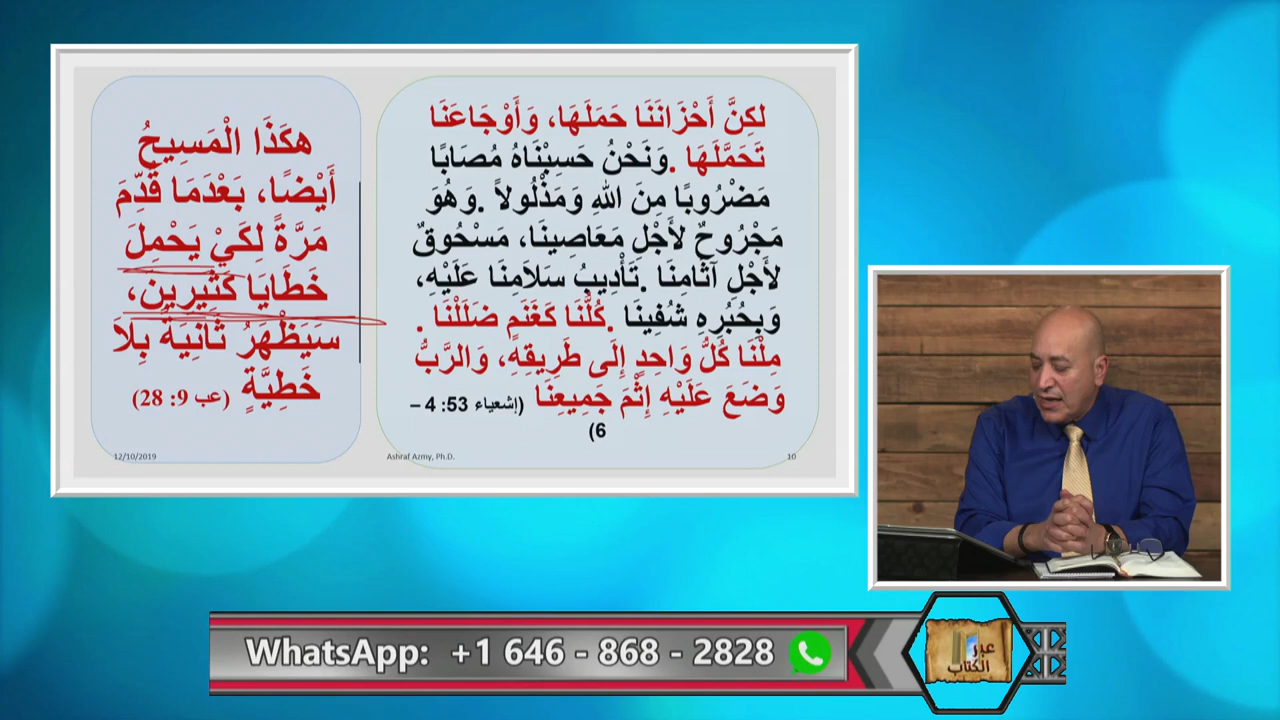 لكِنَّ أَحْزَانَنَا حَمَلَهَا، وَأَوْجَاعَنَا
تَحَمَّلَهَا .وَنَحْنُ حَسِبْنَاهُ مُصَابًا
مَضْرُوبًا مِنَ اللهِ وَمَذْلُولاً .وَهُوَ
مَجْرُوحٌ لأَجْلِ مَعَاصِينَا، مَسْحُوقٌ
لأَجْلِ آثَامِنَا .تَأْدِيبُ سَلاَمِنَا عَلَيْهِ،
وَبِحُبُرِهِ شُفِينَا .كُلُّنَا كَغَنَمٍ ضَلَلْنَا .
مِلْنَا كُلُّ وَاحِدٍ إِلَى طَرِيقِهِ، وَالرَّبُّ
وَضَعَ عَلَيْهِ إِثْمَ جَمِيعِنَا (إشعياء 53: 4 –
6)
هكَذَا الْمَسِيحُ
أَيْضًا، بَعْدَمَا قُدِّمَ
مَرَّةً لِكَيْ يَحْمِلَ
خَطَايَا كَثِيرِينَ،
سَيَظْهَرُ ثَانِيَةً بِلاَ
خَطِيَّةٍ (عب 9: 28)
12/10/2019
Ashraf Azmy, Ph.D.
10
WhatsApp: +1 646 - 868 - 2828
عبر
الكتاب